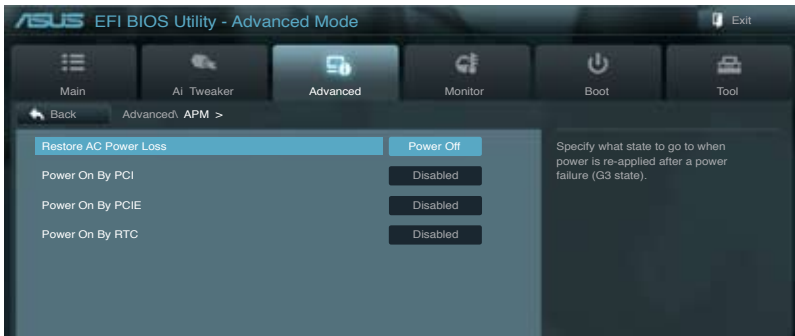 ASUS EFI BIOS Utility - Advanced Mode
Exit
Main
Ai Tweaker
Advanced
Monitor
Boot
Tool
Back
Advanced\ APM >
Restore AC Power Loss Power Off
Power On By PCI Disabled
Power On By PCIE Disabled
Power On By RTC Disabled
Specify what state to go to when
power is re-applied after a power
failure (G3 state).